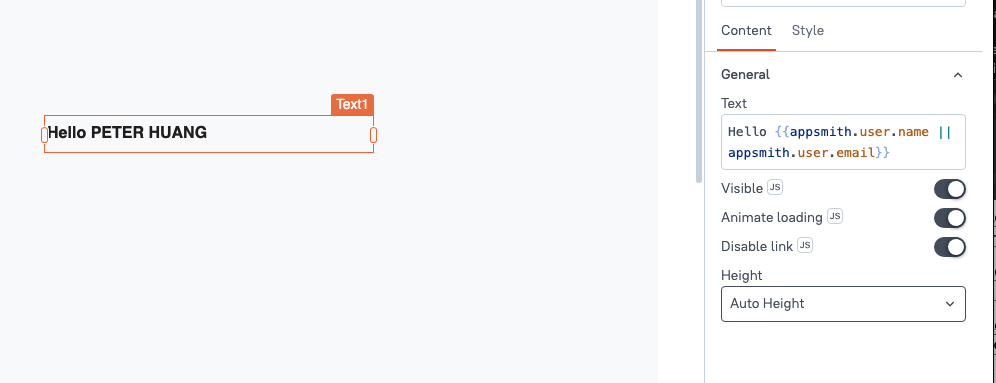 Text1
Hello PETER HUANG
Content Style
General
Text
Hello {{appsmith.user.name ||
appsmith.user.email}}
Visible JS
Animate loading JS
Disable link JS
Height
Auto Height